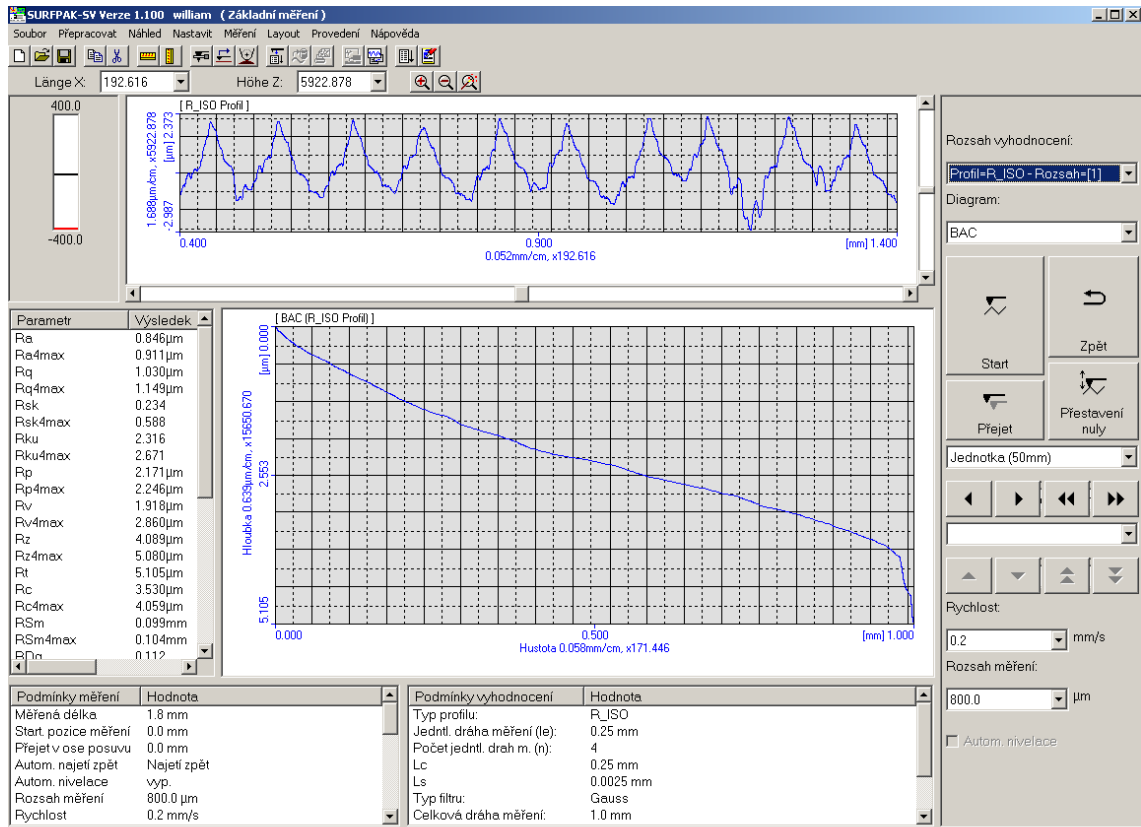 SURFPAK-SV Verze 1.100 william ( Základní měření )
Soubor Přepracovat Náhled Nastavit Měření Layout Provedení Nápověda
Länge X: 192.616 Höhe Z: 5922.878
400.0
-400.0
[ R_ISO Profil ]
1.688µm/cm, x5922.878
-2.987 [µm] 2.373
0.400 0.900 [mm] 1.400
0.052mm/cm, x192.616
Parametr Výsledek
Ra 0.846µm
Ra4max 0.911µm
Rq 1.030µm
Rq4max 1.149µm
Rsk 0.234
Rsk4max 0.588
Rku 2.316
Rku4max 2.671
Rp 2.171µm
Rp4max 2.246µm
Rv 1.918µm
Rv4max 2.860µm
Rz 4.089µm
Rz4max 5.080µm
Rt 5.105µm
Rc 3.530µm
Rc4max 4.059µm
RSm 0.099mm
RSm4max 0.104mm
RDq 0.112
[ BAC (R_ISO Profil) ]
Hloubka 0.639µm/cm, x15650.670
5.105 2.553 [µm] 0.000
0.000 0.500 [mm] 1.000
Hustota 0.058mm/cm, x171.446
Rozsah vyhodnocení:
Profil=R_ISO - Rozsah=[1]
Diagram:
BAC
Start
Zpět
Přejet
Přestavení
nuly
Jednotka (50mm)
Rychlost:
0.2 mm/s
Rozsah měření:
800.0 µm
Autom. nivelace
Podmínky měření Hodnota
Měřená délka 1.8 mm
Start. pozice měření 0.0 mm
Přejet v ose posuvu 0.0 mm
Autom. najetí zpět Najetí zpět
Autom. nivelace vyp.
Rozsah měření 800.0 µm
Rychlost 0.2 mm/s
Podmínky vyhodnocení Hodnota
Typ profilu: R_ISO
Jedntl. dráha měření (le): 0.25 mm
Počet jedntl. drah m. (n): 4
Lc 0.25 mm
Ls 0.0025 mm
Typ filtru: Gauss
Celková dráha měření: 1.0 mm